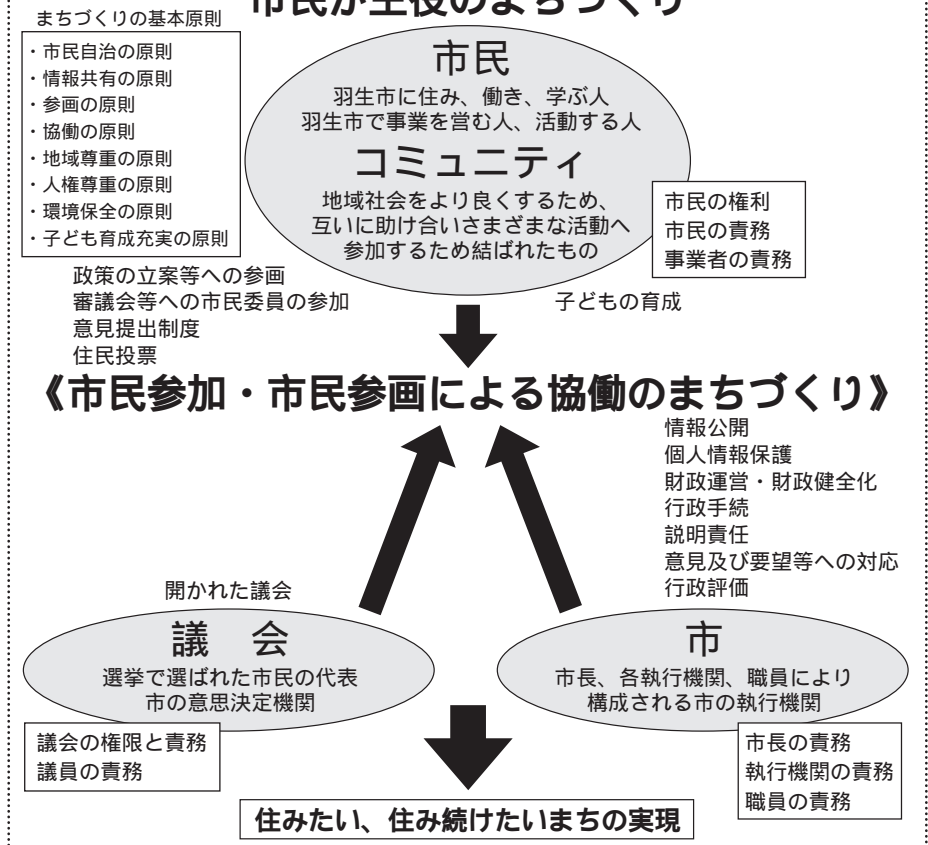 市民が主役のまちづくり
まちづくりの基本原則
・市民自治の原則
・情報共有の原則
・参画の原則
・協働の原則
・地域尊重の原則
・人権尊重の原則
・環境保全の原則
・子ども育成充実の原則
市民
羽生市に住み、働き、学ぶ人
羽生市で事業を営む人、活動する人
コミュニティ
地域社会をより良くするため、
互いに助け合いさまざまな活動へ
参加するため結ばれたもの
市民の権利
市民の責務
事業者の責務
政策の立案等への参画
審議会等への市民委員の参加
意見提出制度
住民投票
子どもの育成
《市民参加・市民参画による協働のまちづくり》
情報公開
個人情報保護
財政運営・財政健全化
行政手続
説明責任
意見及び要望等への対応
行政評価
開かれた議会
議 会
選挙で選ばれた市民の代表
市の意思決定機関
議会の権限と責務
議員の責務
市
市長、各執行機関、職員により
構成される市の執行機関
市長の責務
執行機関の責務
職員の責務
住みたい、住み続けたいまちの実現